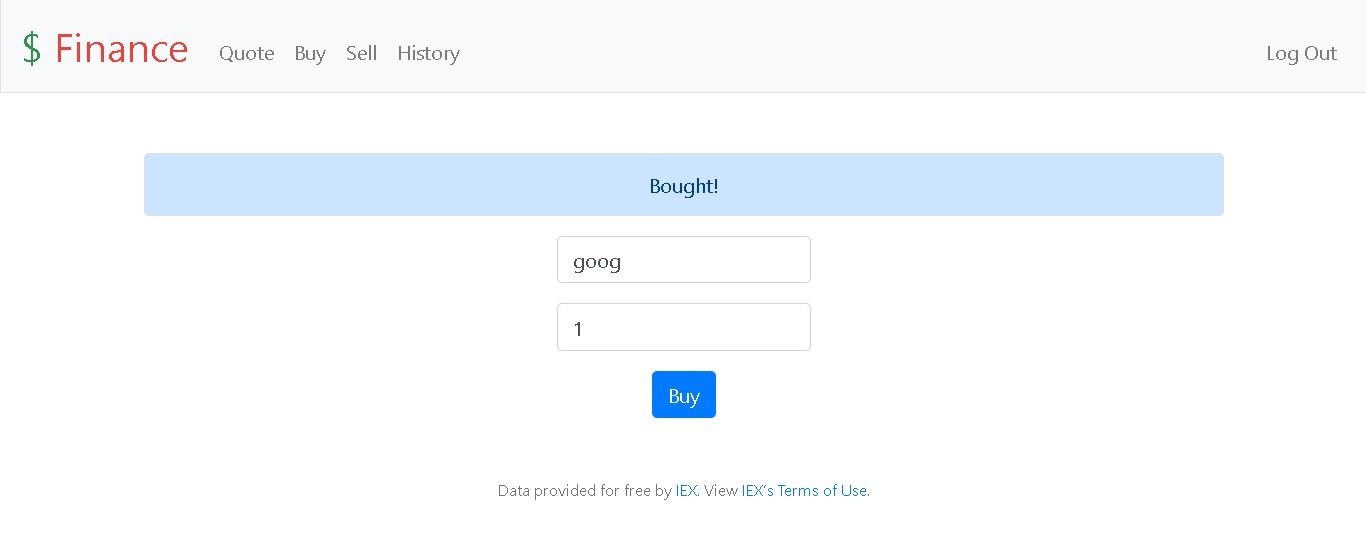 $ Finance Quote Buy Sell History Log Out
Bought!
goog
1
Buy
Data provided for free by IEX. View IEX's Terms of Use.